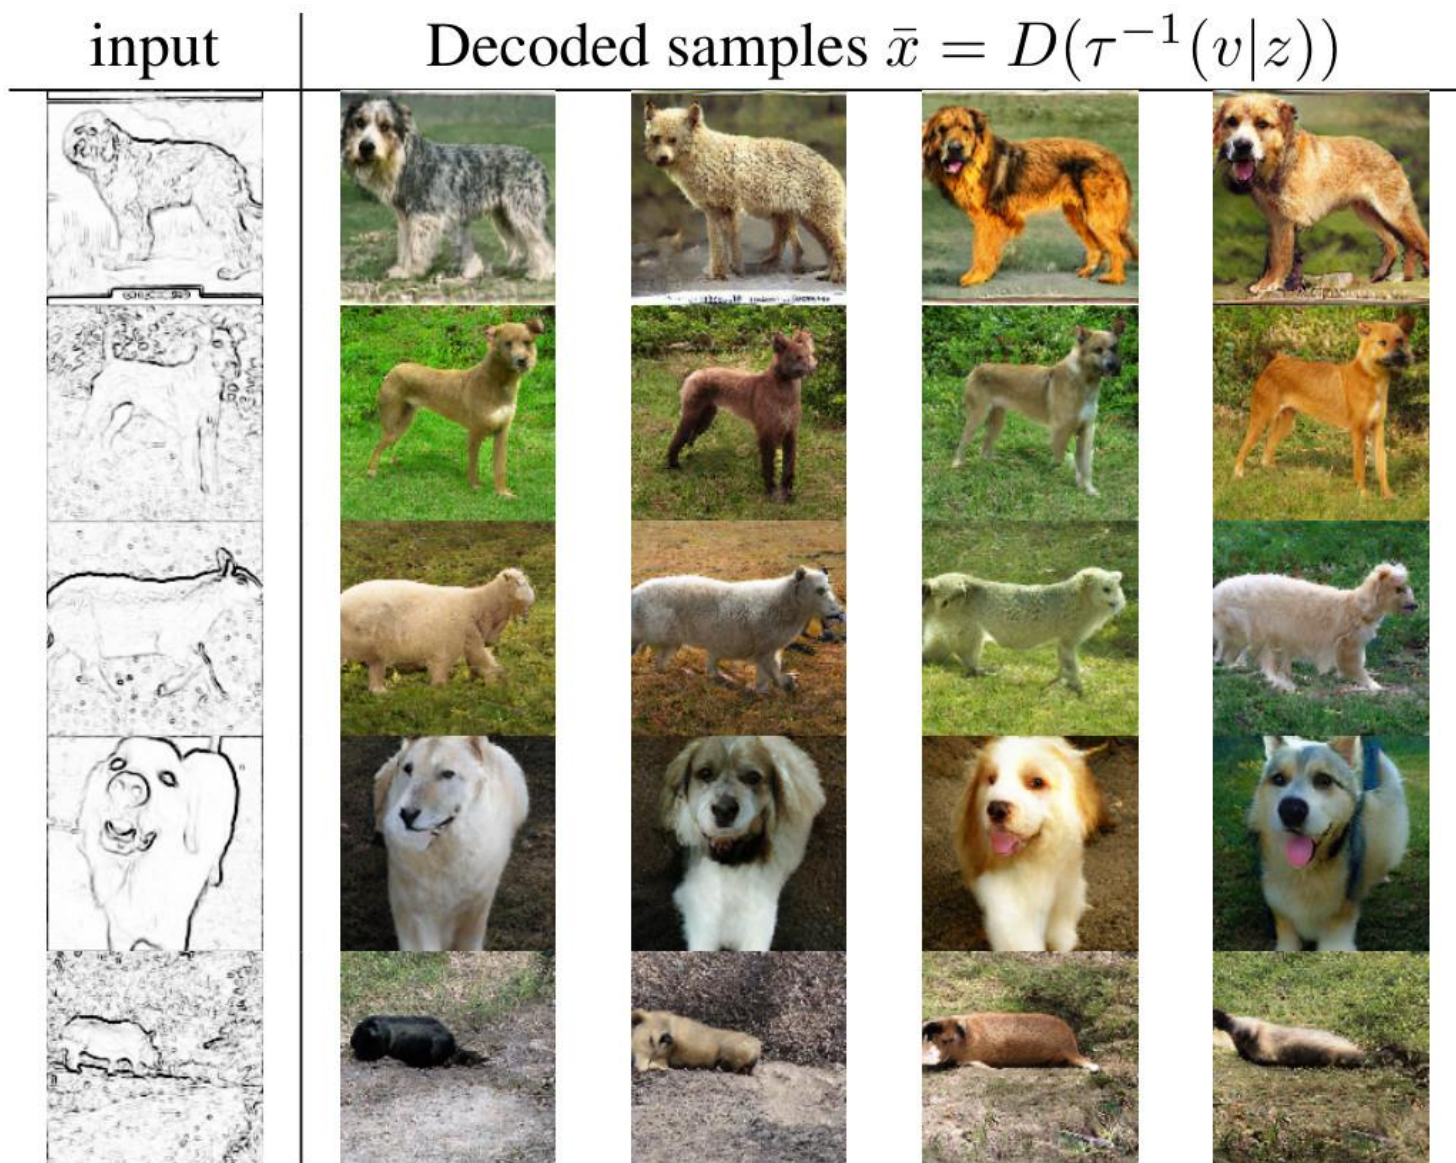 input Decoded samples x̄ = D(τ⁻¹(v|z))